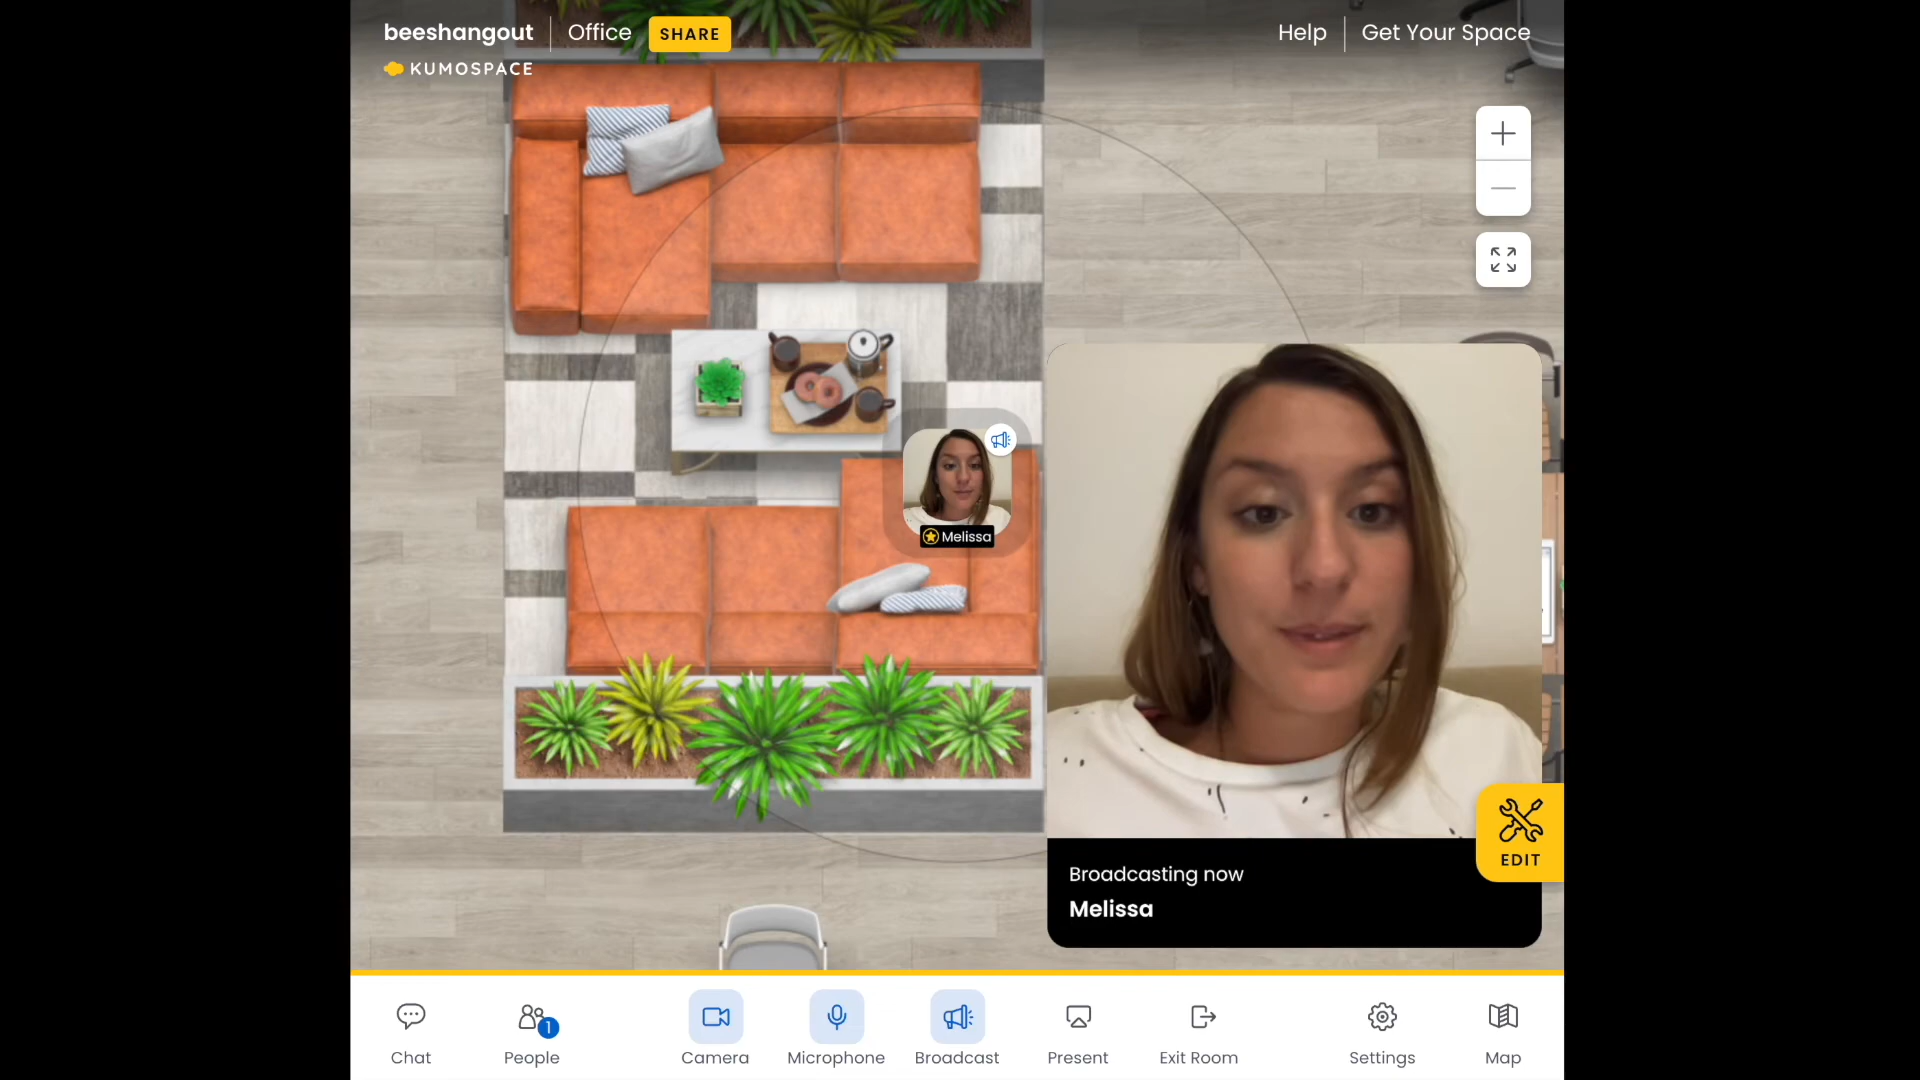 beeshangout
Office
SHARE
KUMOSPACE
Help
Get Your Space
Melissa
Broadcasting now
Melissa
EDIT
Chat
1
People
Camera
Microphone
Broadcast
Present
Exit Room
Settings
Map